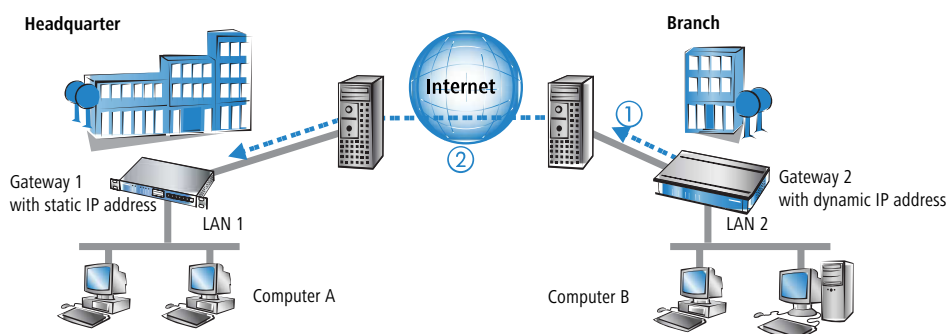 Headquarter
Branch
Internet
①
②
Gateway 1
with static IP address
LAN 1
Gateway 2
with dynamic IP address
LAN 2
Computer A
Computer B